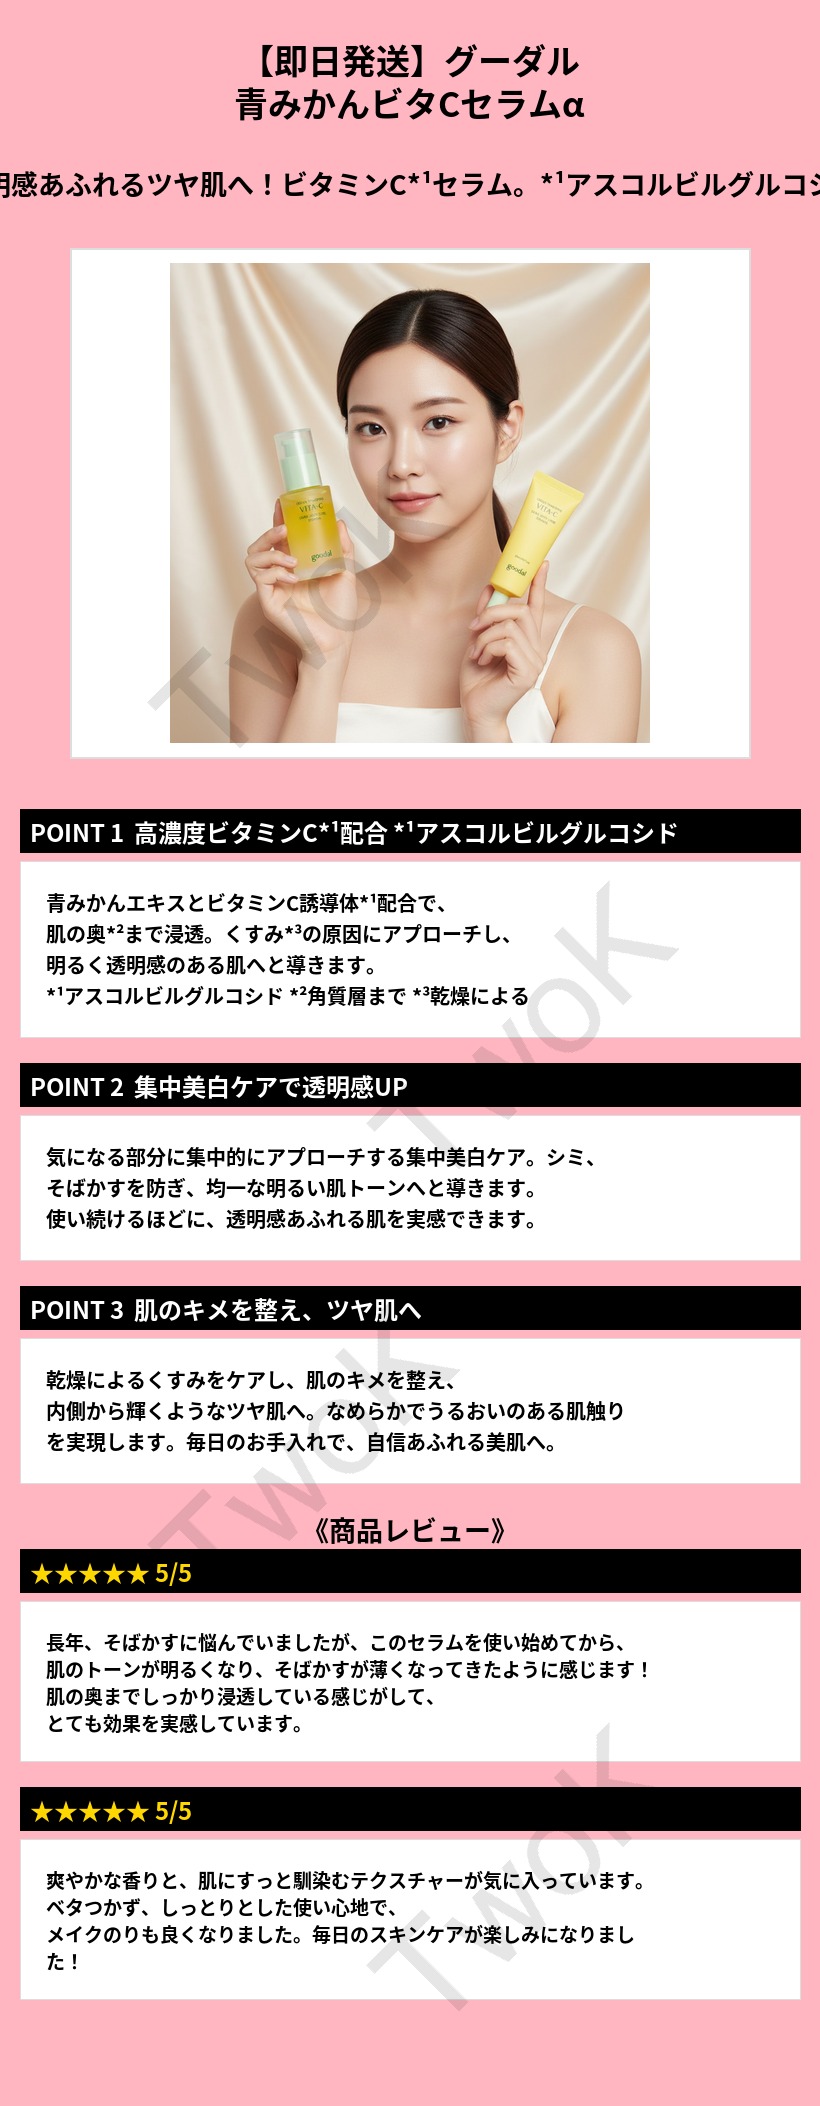 【即日発送】グーダル
青みかんビタCセラムα
明感あふれるツヤ肌へ！ビタミンC*¹セラム。*¹アスコルビルグルコシ
VITA-C
goodal
VITA-C
goodal
TwoK
POINT 1 高濃度ビタミンC*¹配合 *¹アスコルビルグルコシド
青みかんエキスとビタミンC誘導体*¹配合で、
肌の奥*²まで浸透。くすみ*³の原因にアプローチし、
明るく透明感のある肌へと導きます。
*¹アスコルビルグルコシド *²角質層まで *³乾燥による
TwoK
POINT 2 集中美白ケアで透明感UP
気になる部分に集中的にアプローチする集中美白ケア。シミ、
そばかすを防ぎ、均一な明るい肌トーンへと導きます。
使い続けるほどに、透明感あふれる肌を実感できます。
POINT 3 肌のキメを整え、ツヤ肌へ
乾燥によるくすみをケアし、肌のキメを整え、
内側から輝くようなツヤ肌へ。なめらかでうるおいのある肌触り
を実現します。毎日のお手入れで、自信あふれる美肌へ。
TwoK
《商品レビュー》
★★★★★ 5/5
長年、そばかすに悩んでいましたが、このセラムを使い始めてから、
肌のトーンが明るくなり、そばかすが薄くなってきたように感じます！
肌の奥までしっかり浸透している感じがして、
とても効果を実感しています。
★★★★★ 5/5
爽やかな香りと、肌にすっと馴染むテクスチャーが気に入っています。
ベタつかず、しっとりとした使い心地で、
メイクのりも良くなりました。毎日のスキンケアが楽しみになりまし
た！
TwoK